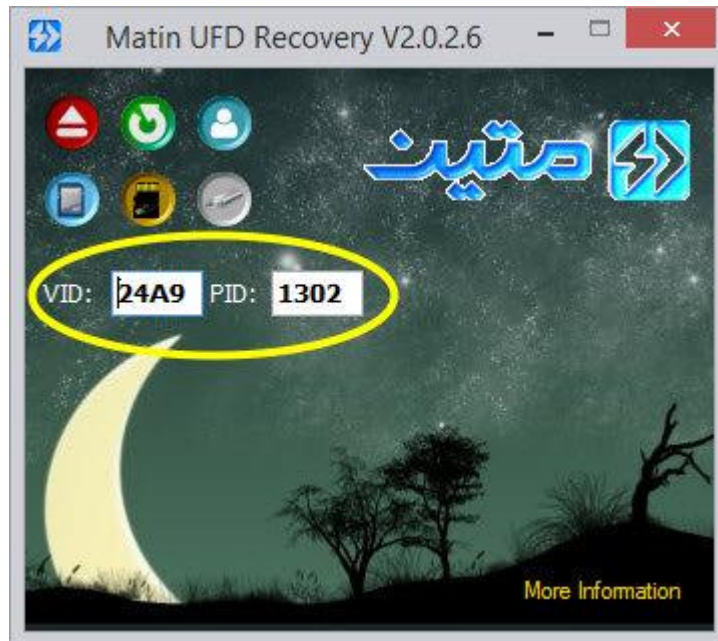 Matin UFD Recovery V2.0.2.6
متین
VID: 24A9 PID: 1302
More Information